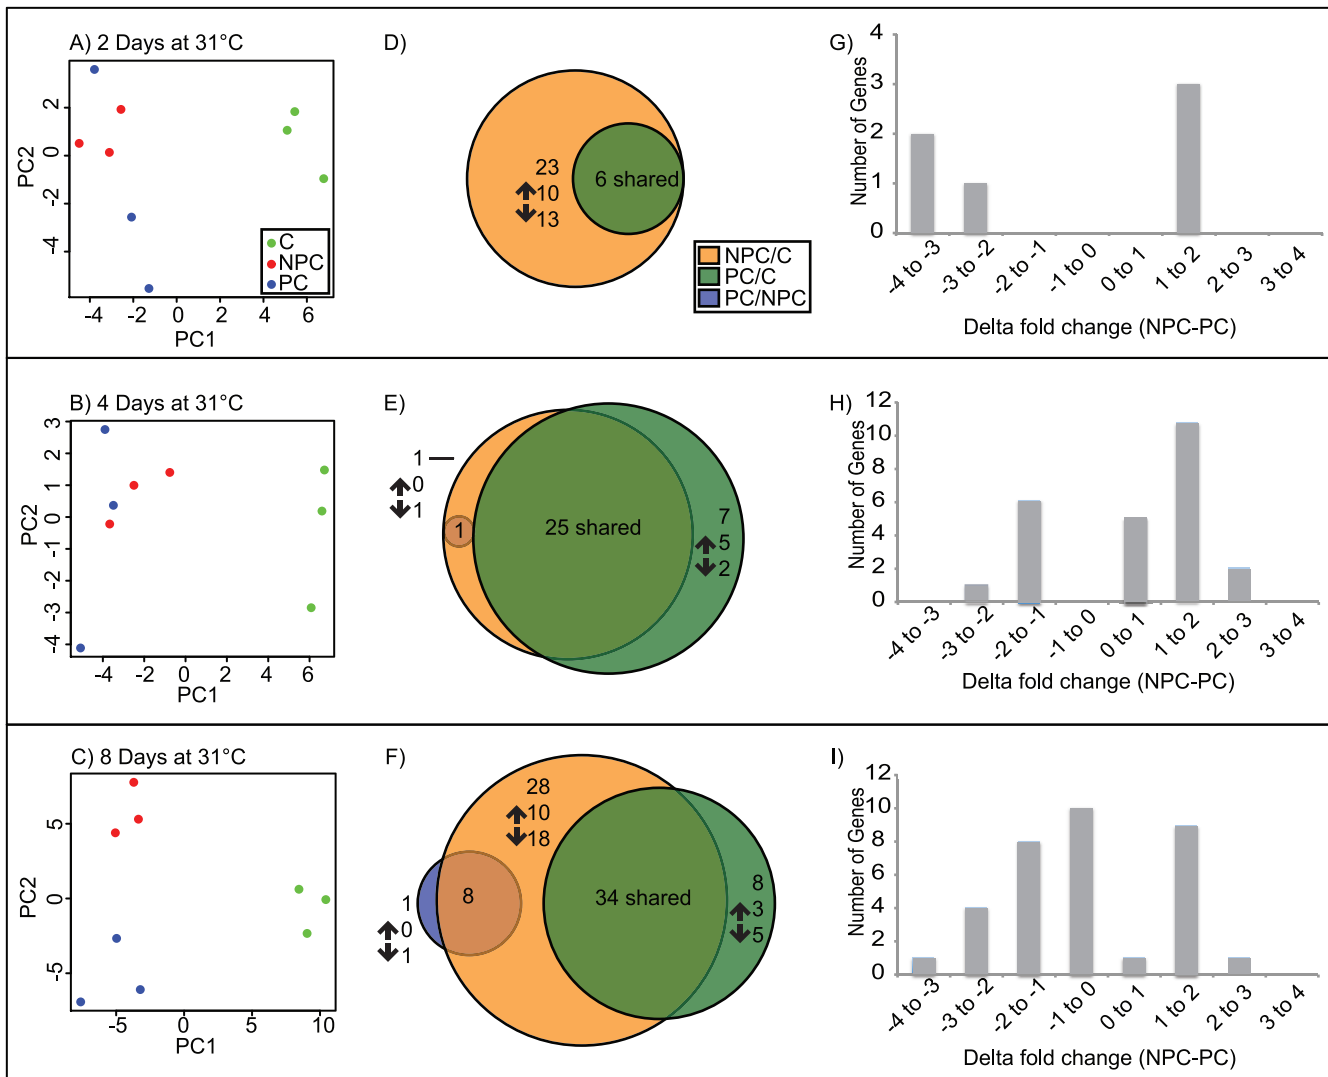 A) 2 Days at 31°C
PC2
2
0
-2
-4
-4 -2 0 2 4 6
PC1
C
NPC
PC
D)
23
10
13
6 shared
NPC/C
PC/C
PC/NPC
G)
Number of Genes
4
3
2
1
0
-4 to -3
-3 to -2
-2 to -1
-1 to 0
0 to 1
1 to 2
2 to 3
3 to 4
Delta fold change (NPC-PC)
B) 4 Days at 31°C
PC2
3
2
1
0
-1
-2
-3
-4
-4 -2 0 2 4 6
PC1
E)
1
0
1
1
25 shared
7
5
2
H)
Number of Genes
12
10
8
6
4
2
0
-4 to -3
-3 to -2
-2 to -1
-1 to 0
0 to 1
1 to 2
2 to 3
3 to 4
Delta fold change (NPC-PC)
C) 8 Days at 31°C
PC2
5
0
-5
-5 0 5 10
PC1
F)
28
10
18
1
0
1
8
34 shared
8
3
5
I)
Number of Genes
12
10
8
6
4
2
0
-4 to -3
-3 to -2
-2 to -1
-1 to 0
0 to 1
1 to 2
2 to 3
3 to 4
Delta fold change (NPC-PC)